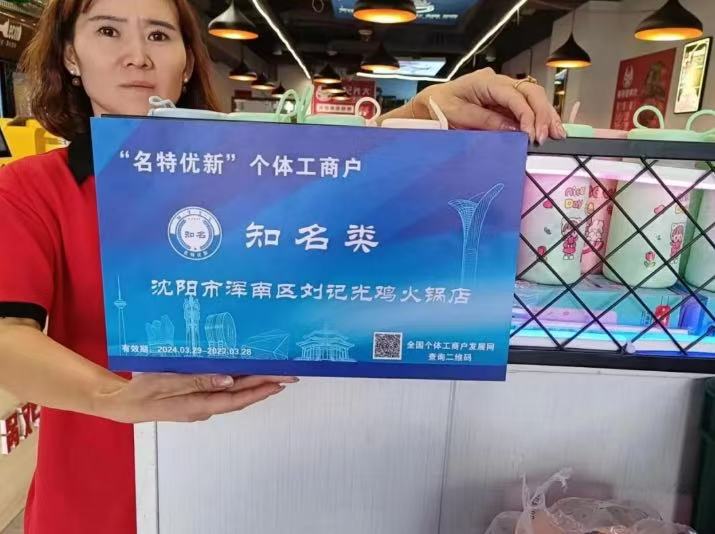 “名特优新”个体工商户
知名
知名类
沈阳市浑南区刘记光鸡火锅店
有效期：2024.03.29-2027.03.28
全国个体工商户发展网
查询二维码